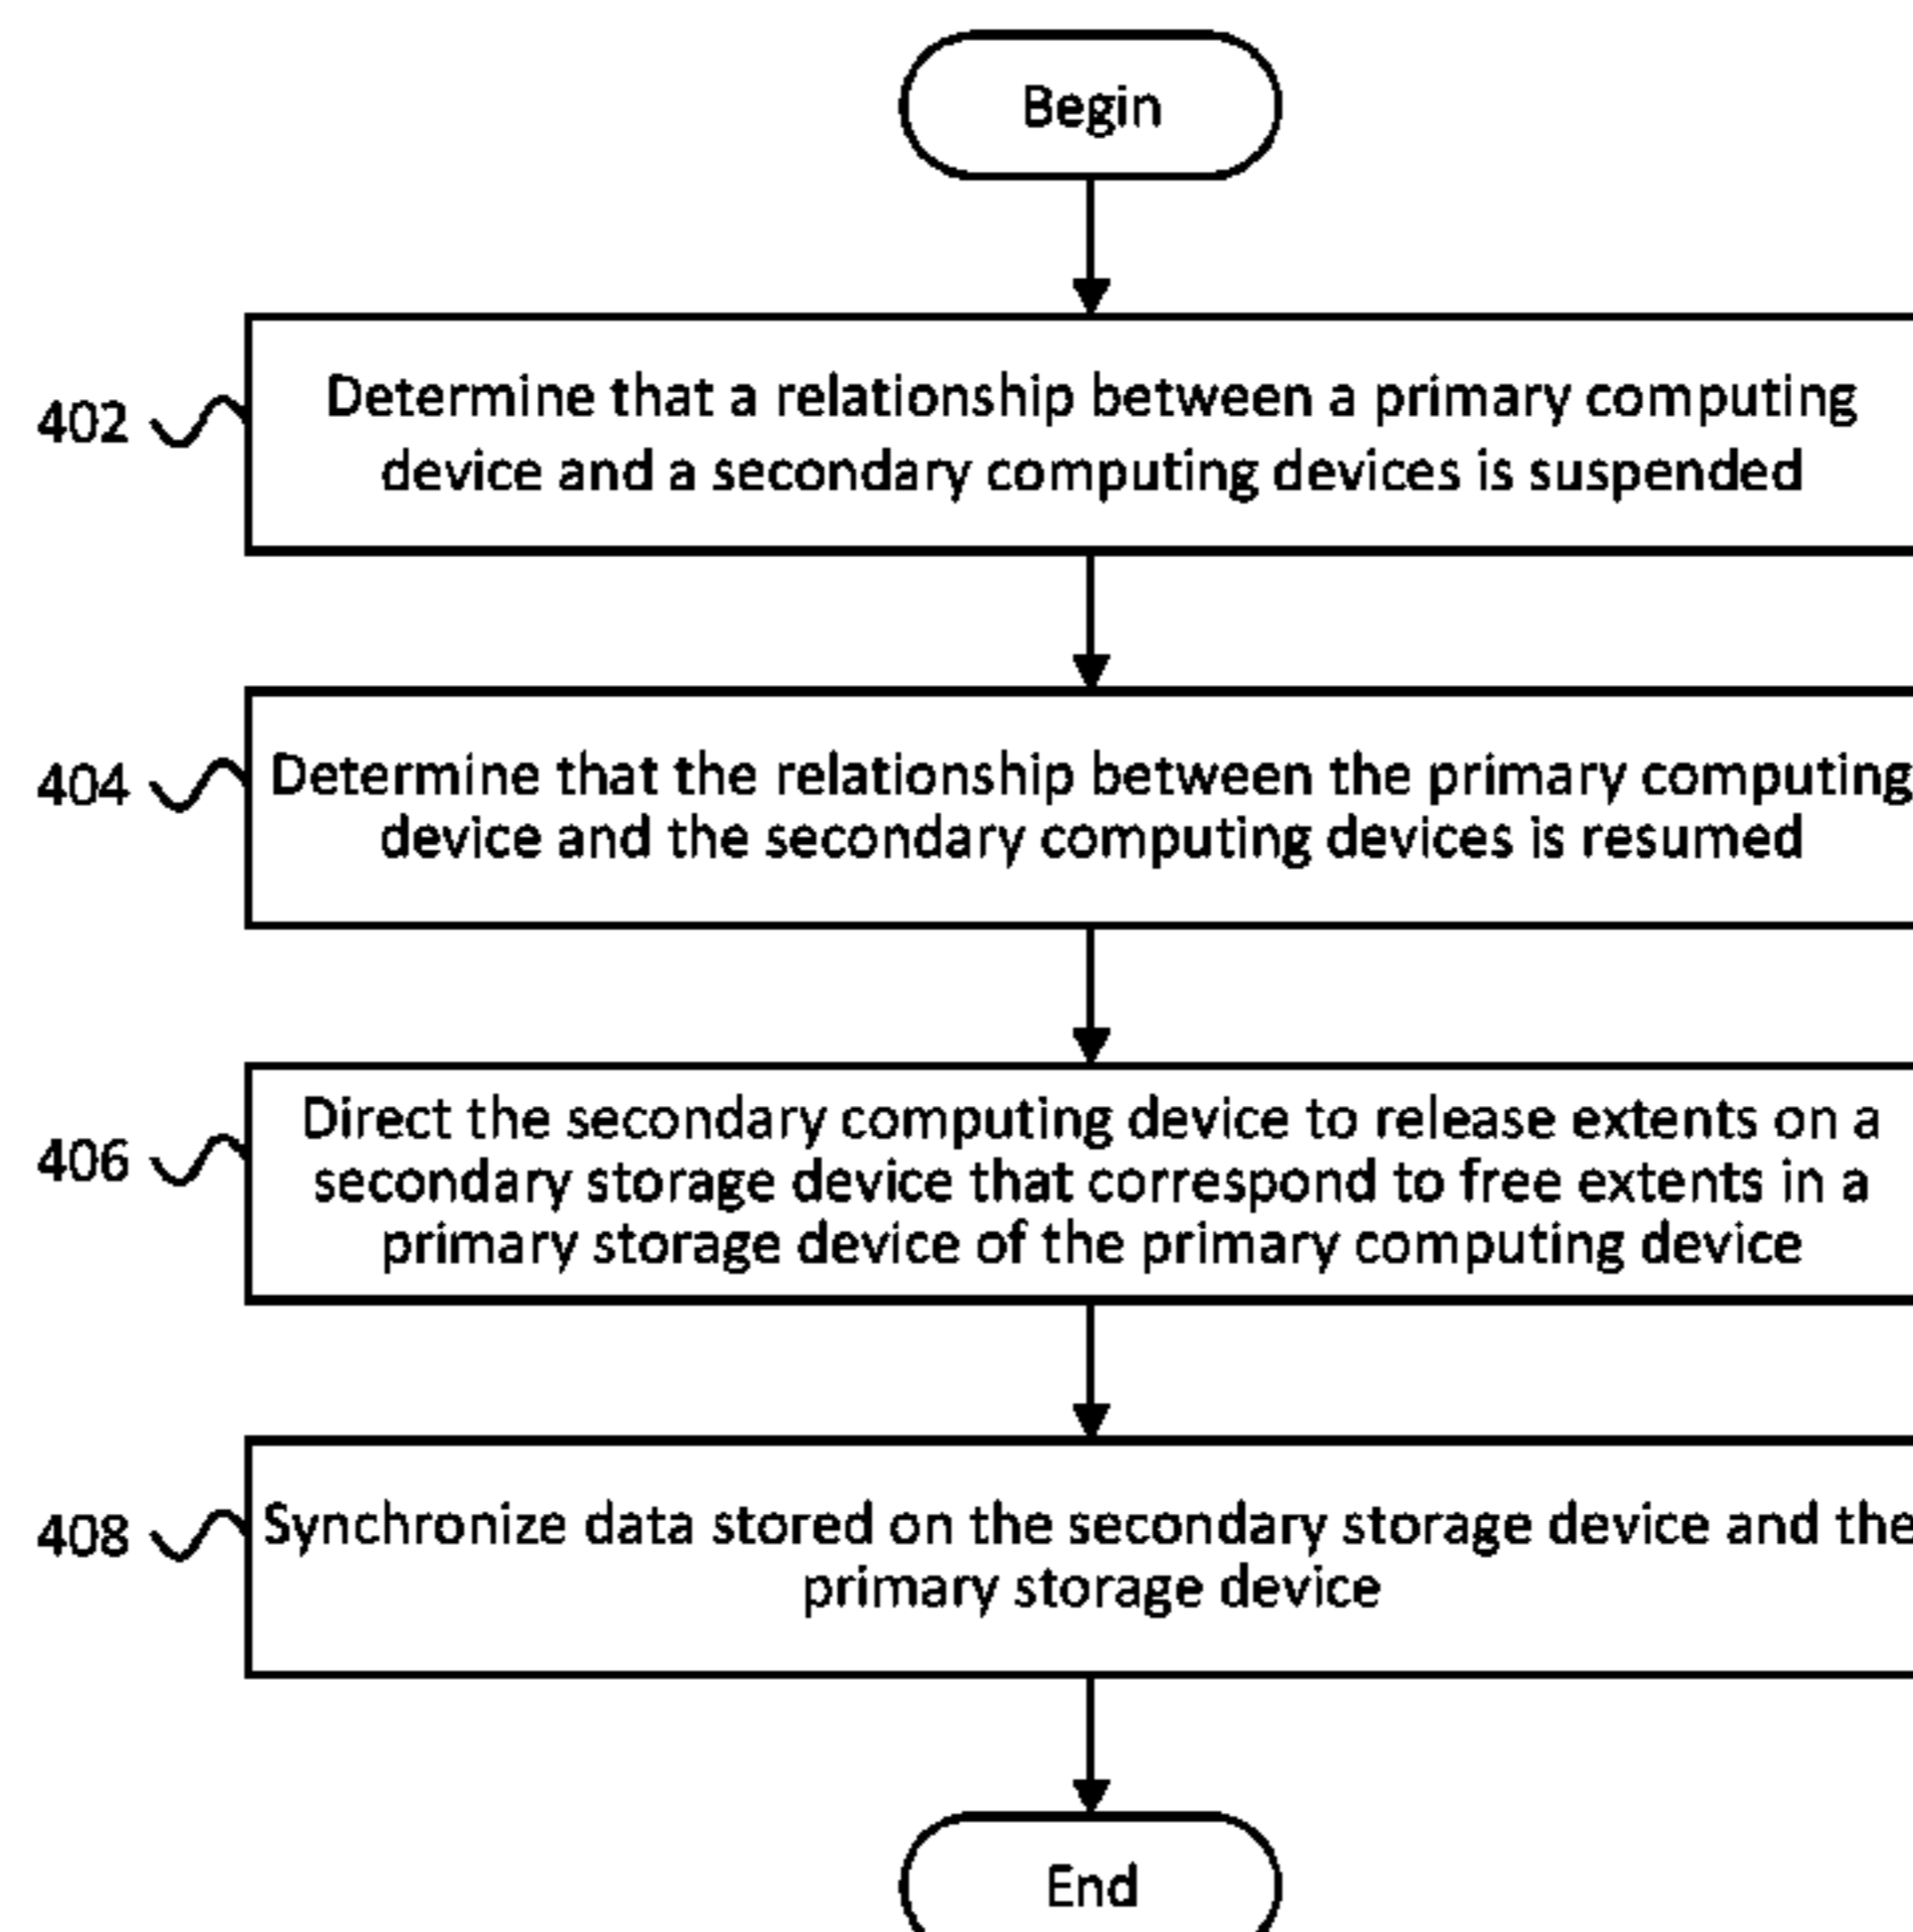 Begin
402
Determine that a relationship between a primary computing
device and a secondary computing devices is suspended
404
Determine that the relationship between the primary computing
device and the secondary computing devices is resumed
406
Direct the secondary computing device to release extents on a
secondary storage device that correspond to free extents in a
primary storage device of the primary computing device
408
Synchronize data stored on the secondary storage device and the
primary storage device
End